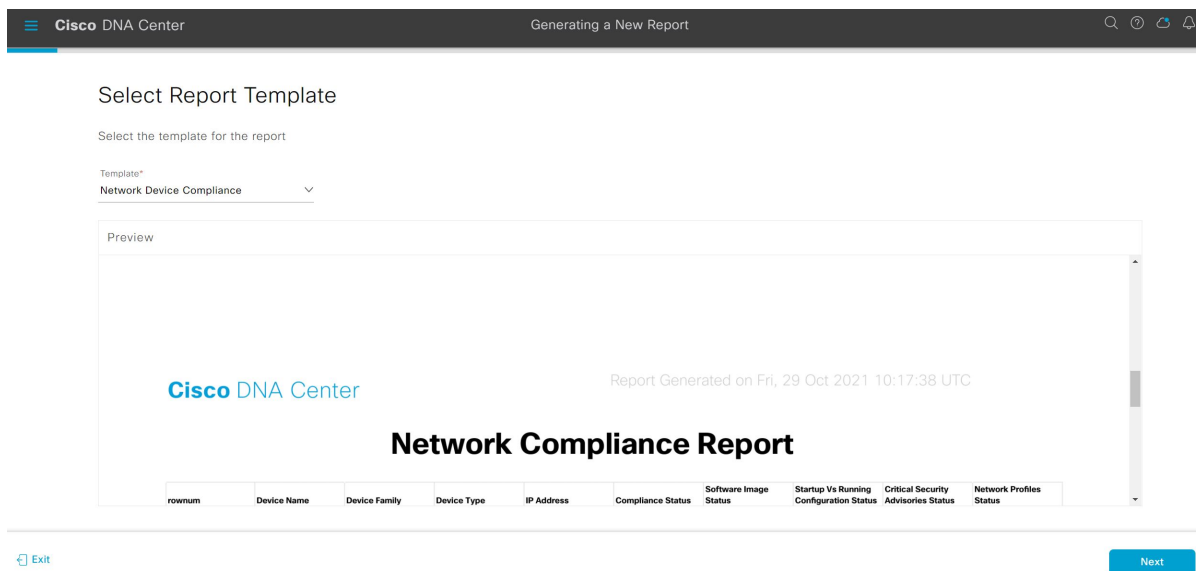 Cisco DNA Center
Generating a New Report
Select Report Template
Select the template for the report
Template*
Network Device Compliance
Preview
Cisco DNA Center
Report Generated on Fri, 29 Oct 2021 10:17:38 UTC
Network Compliance Report
rownum Device Name Device Family Device Type IP Address Compliance Status Software Image Status Startup Vs Running Configuration Status Critical Security Advisories Status Network Profiles Status
Exit
Next